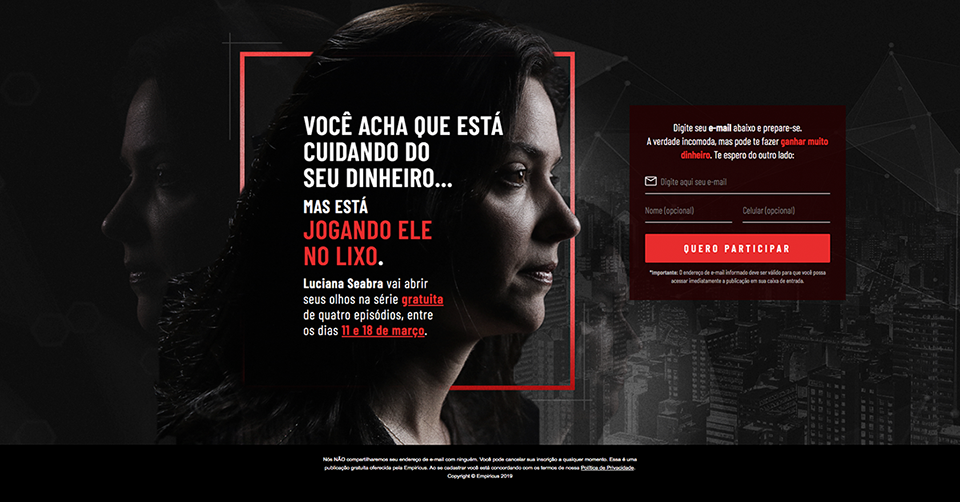 VOCÊ ACHA QUE ESTÁ
CUIDANDO DO
SEU DINHEIRO...
MAS ESTÁ
JOGANDO ELE
NO LIXO.
Luciana Seabra vai abrir
seus olhos na série gratuita
de quatro episódios, entre
os dias 11 e 18 de março.
Digite seu e-mail abaixo e prepare-se.
A verdade incomoda, mas pode te fazer ganhar muito
dinheiro. Te espero do outro lado:
Digite aqui seu e-mail
Nome (opcional) Celular (opcional)
QUERO PARTICIPAR
*Importante: O endereço de e-mail informado deve ser válido para que você possa
acessar imediatamente a publicação em sua caixa de entrada.
Nós NÃO compartilharemos seu endereço de e-mail com ninguém. Você pode cancelar sua inscrição a qualquer momento. Essa é uma
publicação gratuita oferecida pela Empiricus. Ao se cadastrar você está concordando com os termos de nossa Política de Privacidade.
Copyright © Empiricus 2019